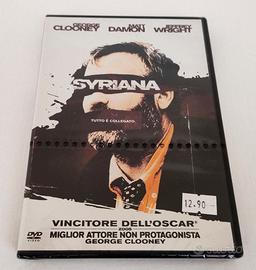 GEORGE CLOONEY MATT DAMON JEFFREY WRIGHT
SYRIANA
TUTTO È COLLEGATO.
12.90
VINCITORE DELL'OSCAR®
2006
MIGLIOR ATTORE NON PROTAGONISTA
GEORGE CLOONEY
DVD
VIDEO